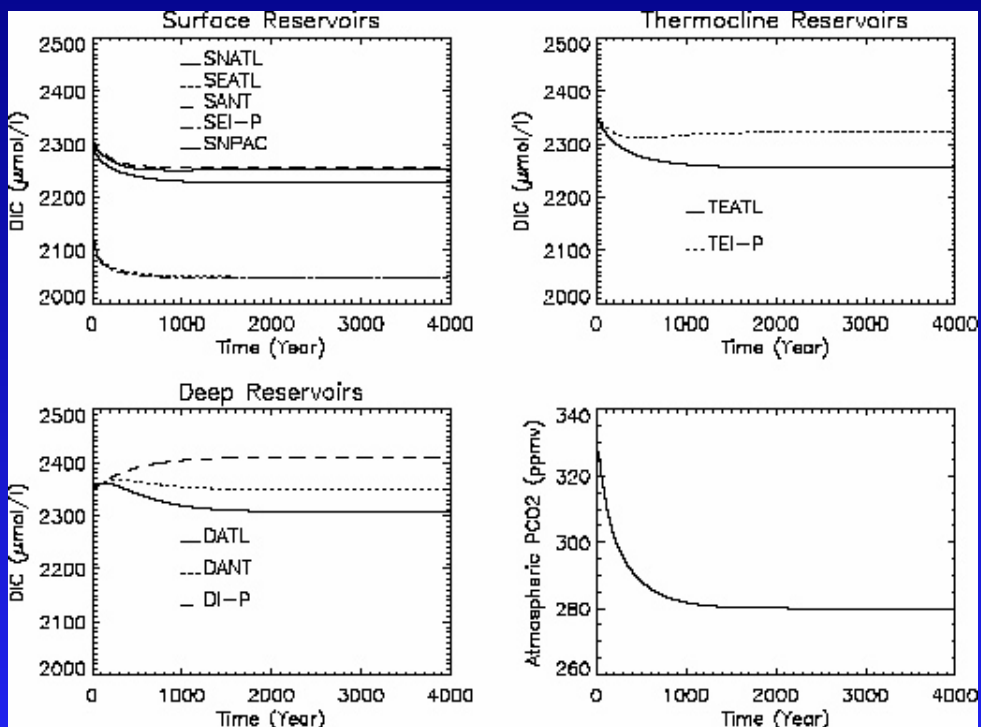 Surface Reservoirs
2500
2400
2300
2200
2100
2000
DIC (μmol/l)
SNATL
SEATL
SANT
SEI-P
SNPAC
0 1000 2000 3000 4000
Time (Year)
Thermocline Reservoirs
2500
2400
2300
2200
2100
2000
DIC (μmol/l)
TEATL
TEI-P
0 1000 2000 3000 4000
Time (Year)
Deep Reservoirs
2500
2400
2300
2200
2100
2000
DIC (μmol/l)
DATL
DANT
DI-P
0 1000 2000 3000 4000
Time (Year)
340
320
300
280
260
Atmospheric PCO2 (ppmv)
0 1000 2000 3000 4000
Time (Year)